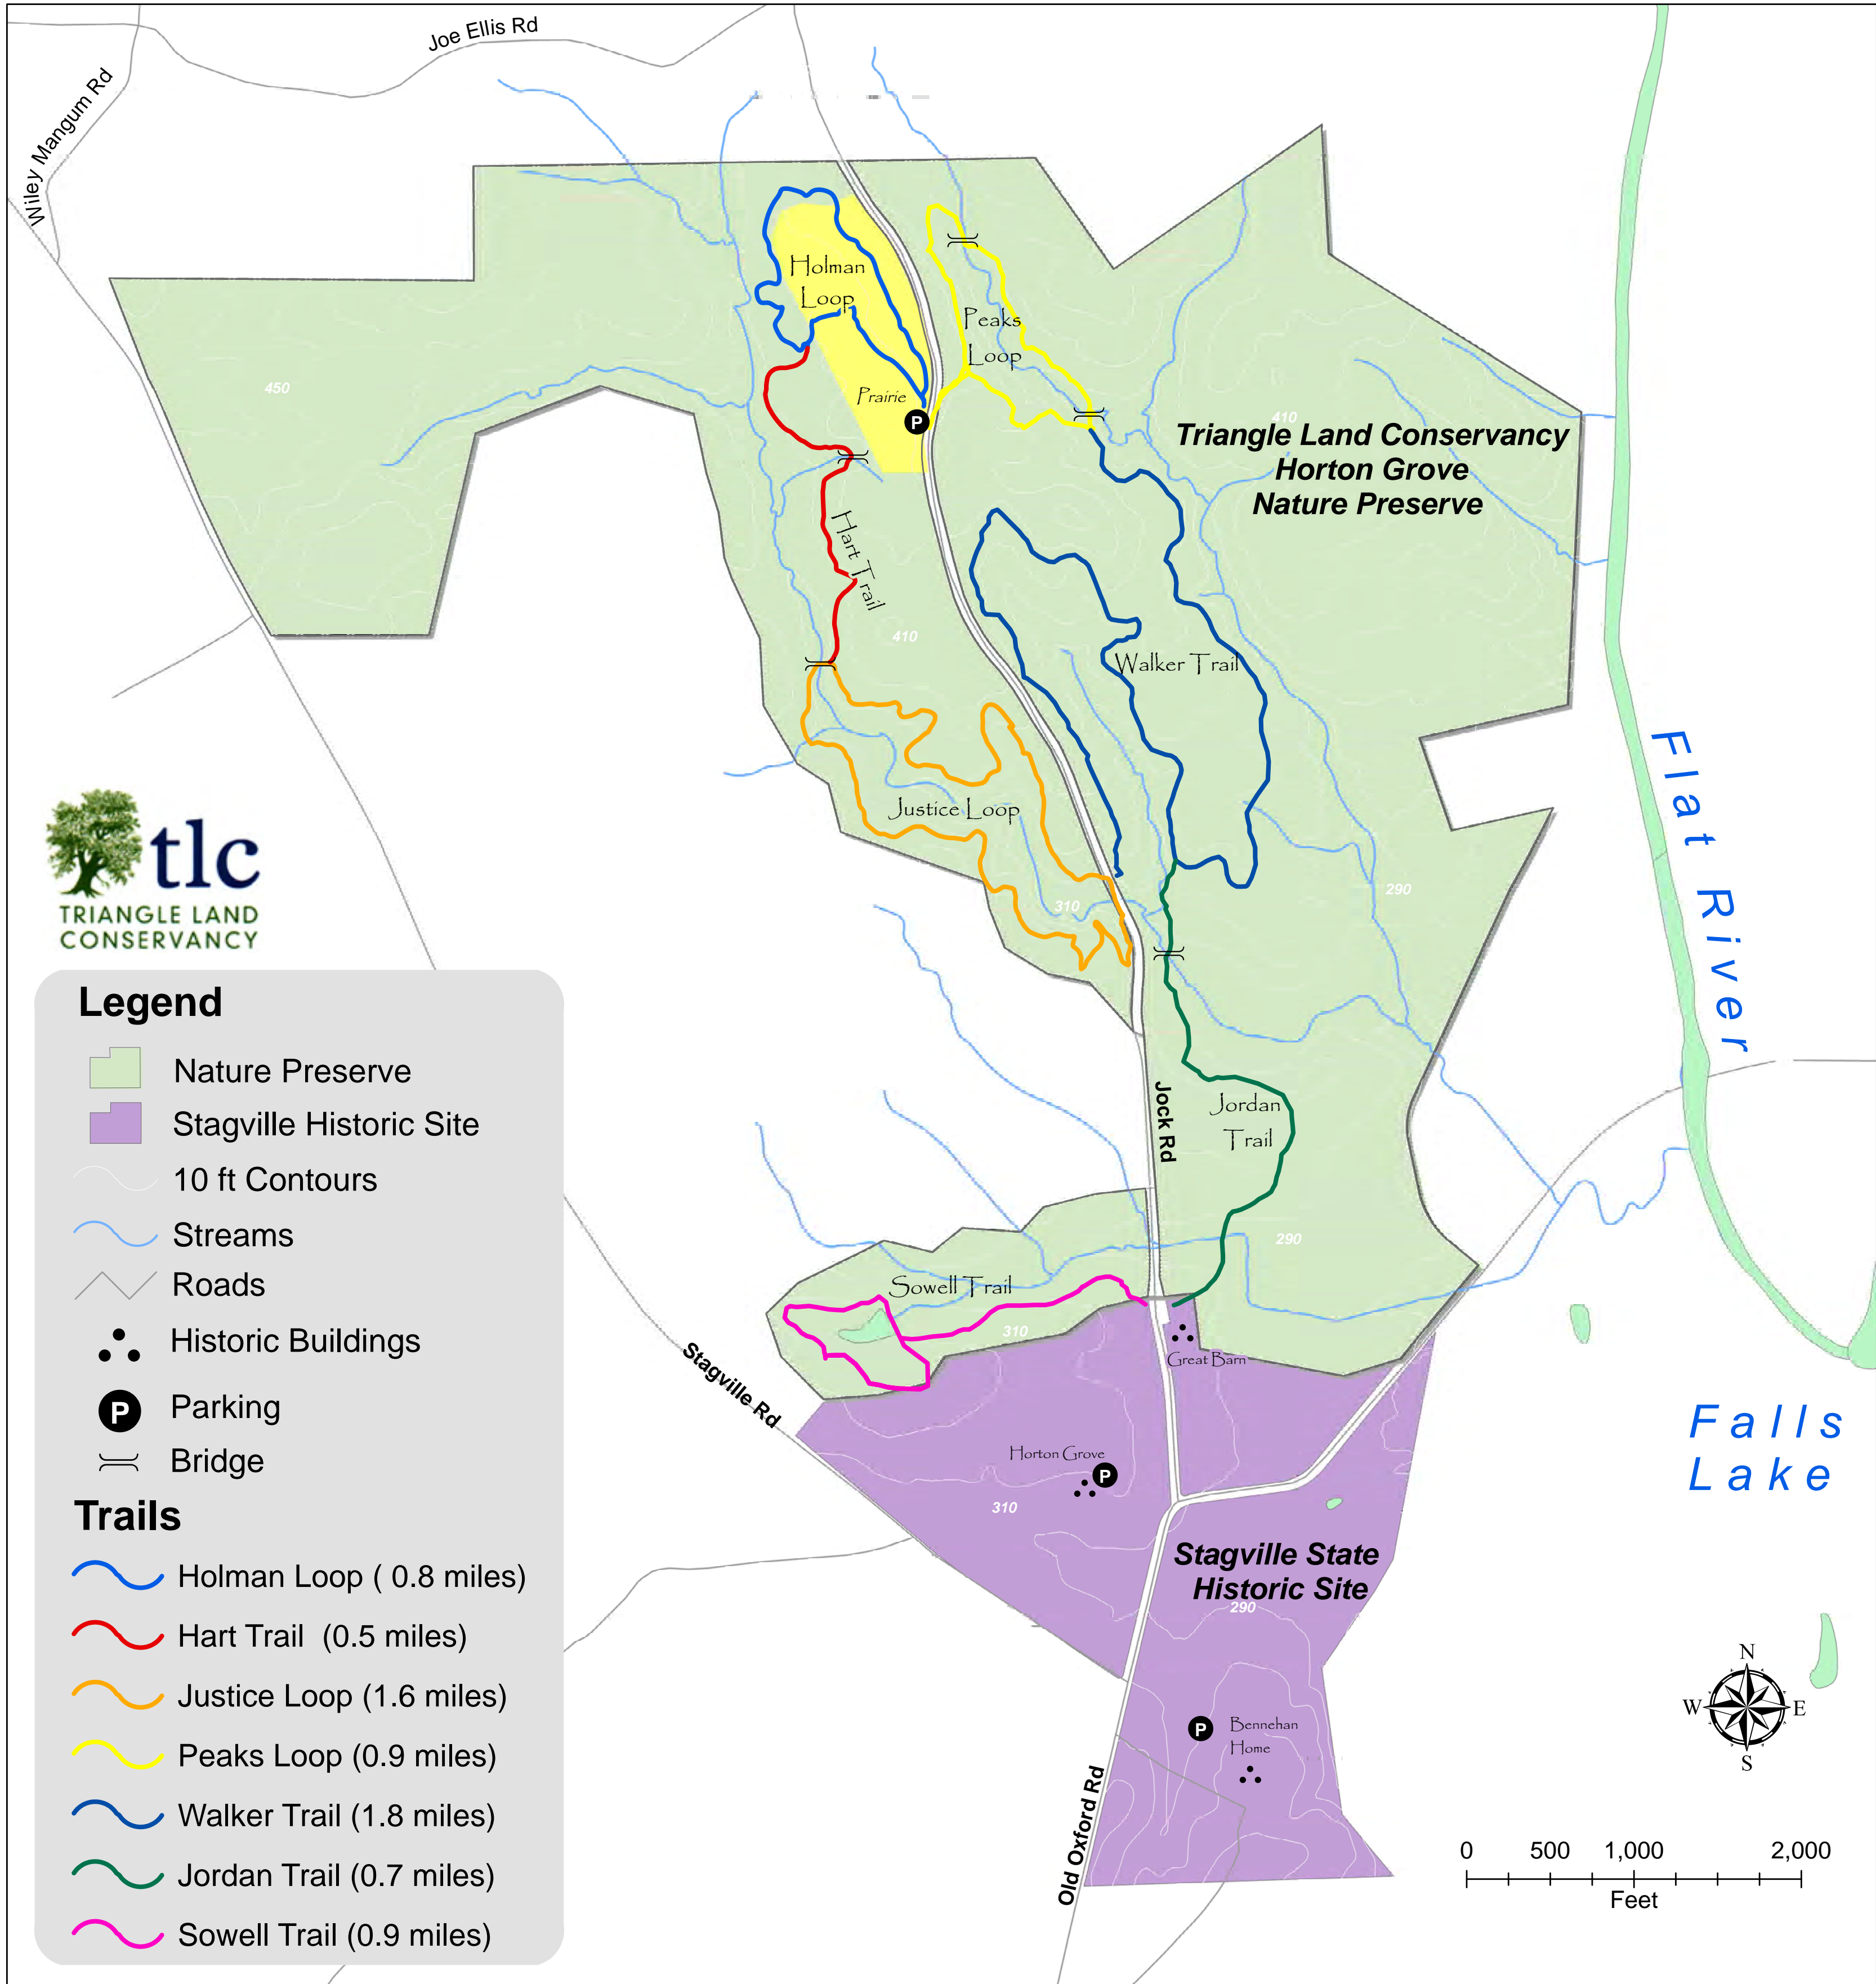 Joe Ellis Rd
Wiley Mangum Rd
Holman
Loop
Peaks
Loop
Prairie
P
450
410
Triangle Land Conservancy
Horton Grove
Nature Preserve
Hart Trail
410
Walker Trail
Flat River
Justice Loop
290
310
tlc
TRIANGLE LAND
CONSERVANCY
Jock Rd
Jordan
Trail
290
Sowell Trail
310
Great Barn
Stagville Rd
Horton Grove
P
310
Falls
Lake
Stagville State
Historic Site
290
P
Bennehan
Home
Old Oxford Rd
N
W
E
S
0 500 1,000 2,000
Feet
Legend
Nature Preserve
Stagville Historic Site
10 ft Contours
Streams
Roads
Historic Buildings
P Parking
Bridge
Trails
Holman Loop ( 0.8 miles)
Hart Trail (0.5 miles)
Justice Loop (1.6 miles)
Peaks Loop (0.9 miles)
Walker Trail (1.8 miles)
Jordan Trail (0.7 miles)
Sowell Trail (0.9 miles)